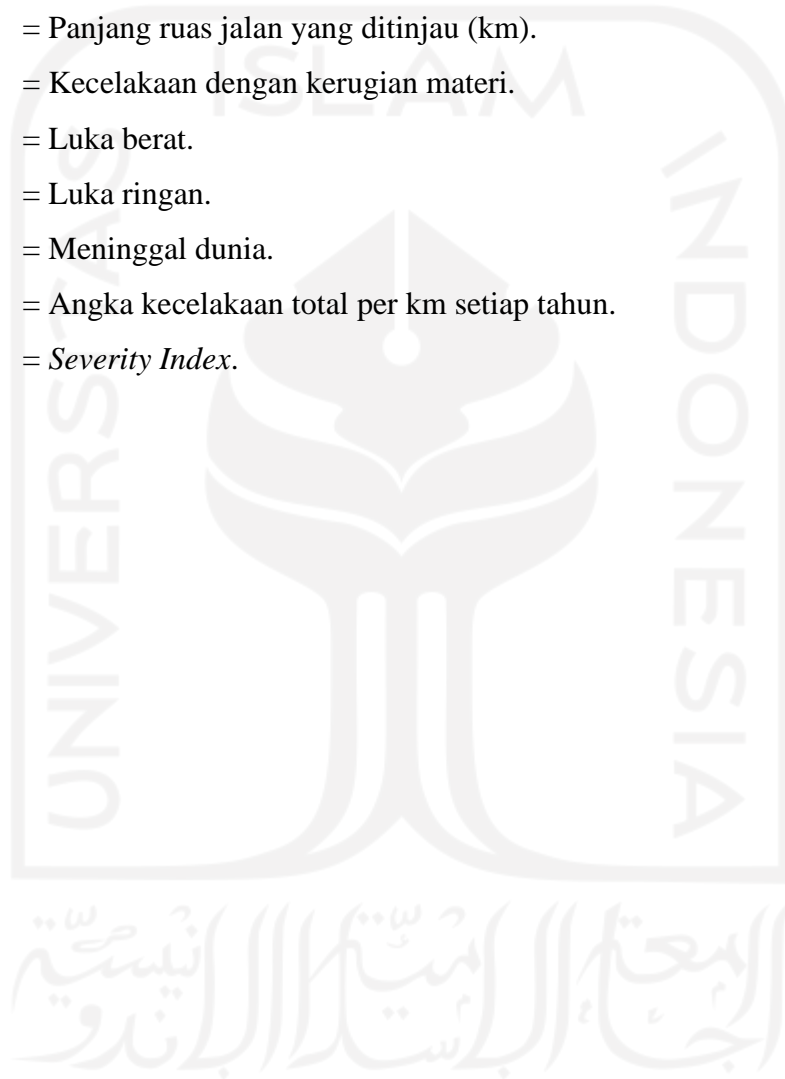 = Panjang ruas jalan yang ditinjau (km).
= Kecelakaan dengan kerugian materi.
= Luka berat.
= Luka ringan.
= Meninggal dunia.
= Angka kecelakaan total per km setiap tahun.
= Severity Index.
UNIVERSITAS
ISLAM
INDONESIA